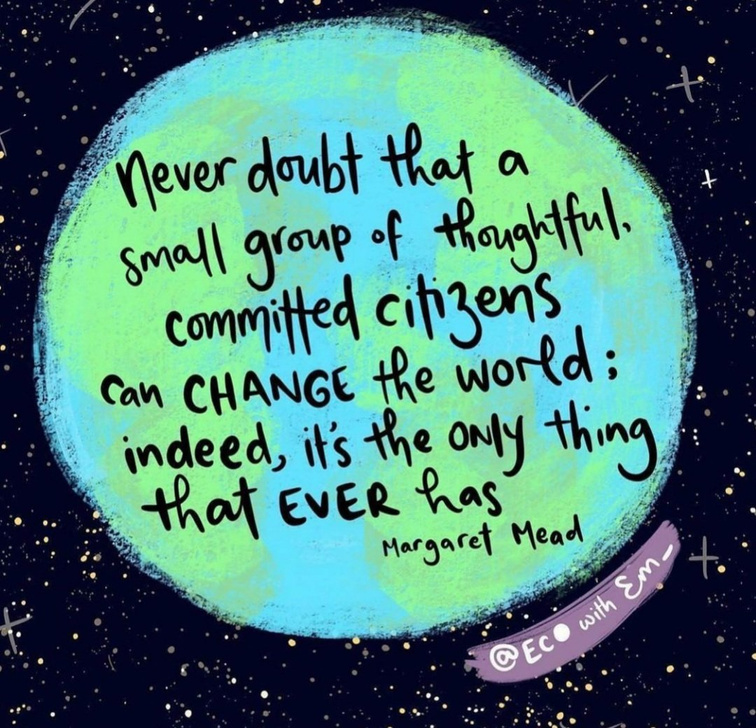 Never doubt that a
small group of thoughtful,
committed citizens
can CHANGE the world;
indeed, it's the ONLY thing
that EVER has
Margaret Mead
@ECO with Em_